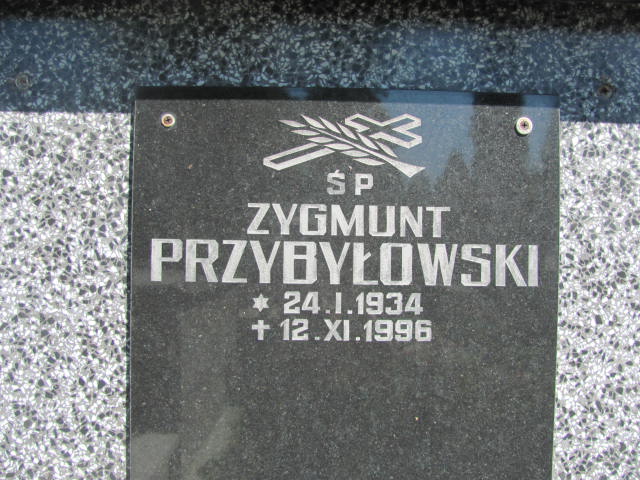 ŚP
ZYGMUNT
PRZYBYŁOWSKI
* 24.I.1934
✝ 12.XI.1996